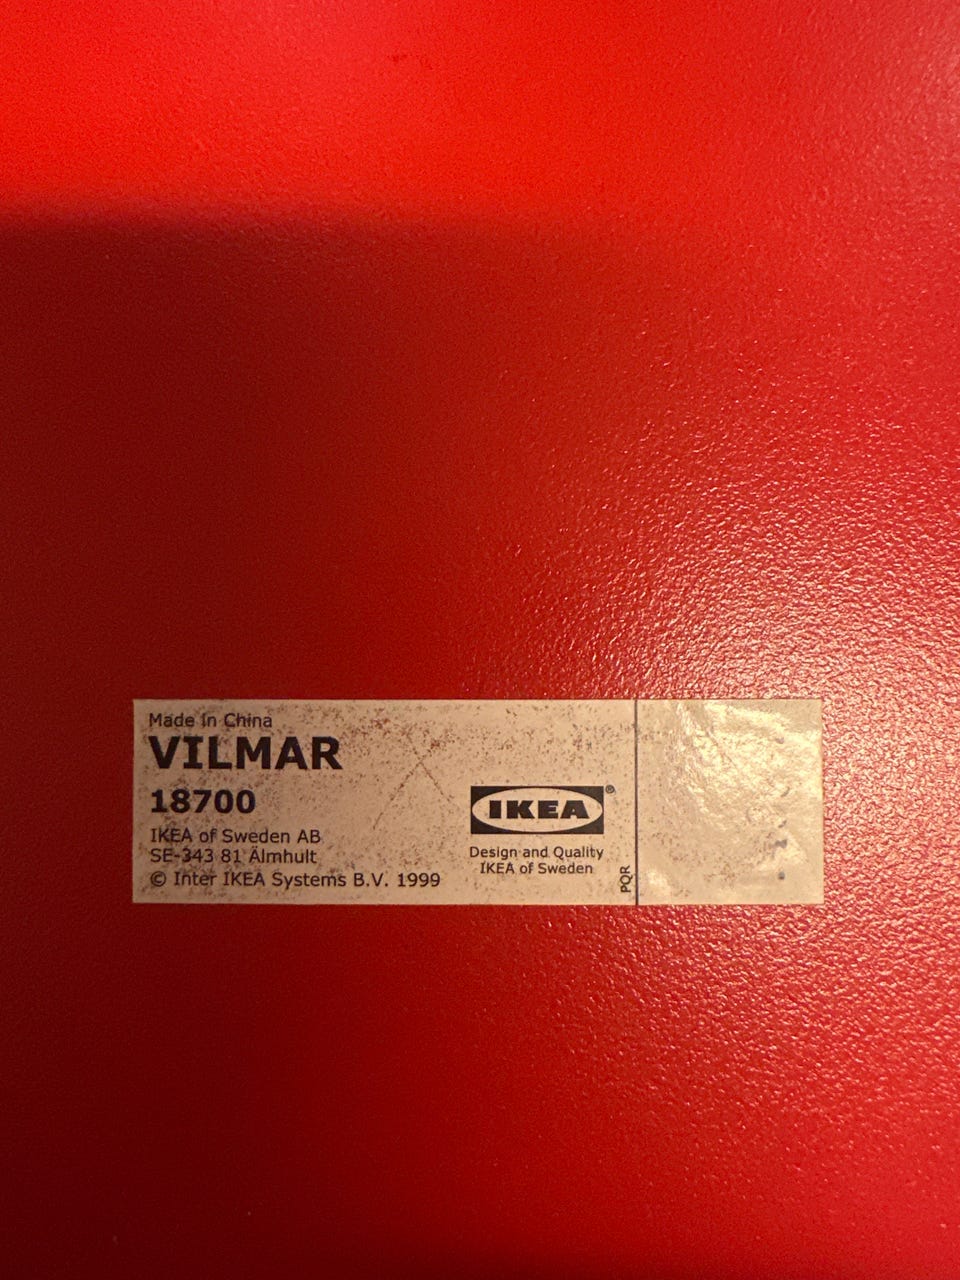 Made in China
VILMAR
18700
IKEA of Sweden AB
SE-343 81 Älmhult
© Inter IKEA Systems B.V. 1999
IKEA®
Design and Quality
IKEA of Sweden
PQR